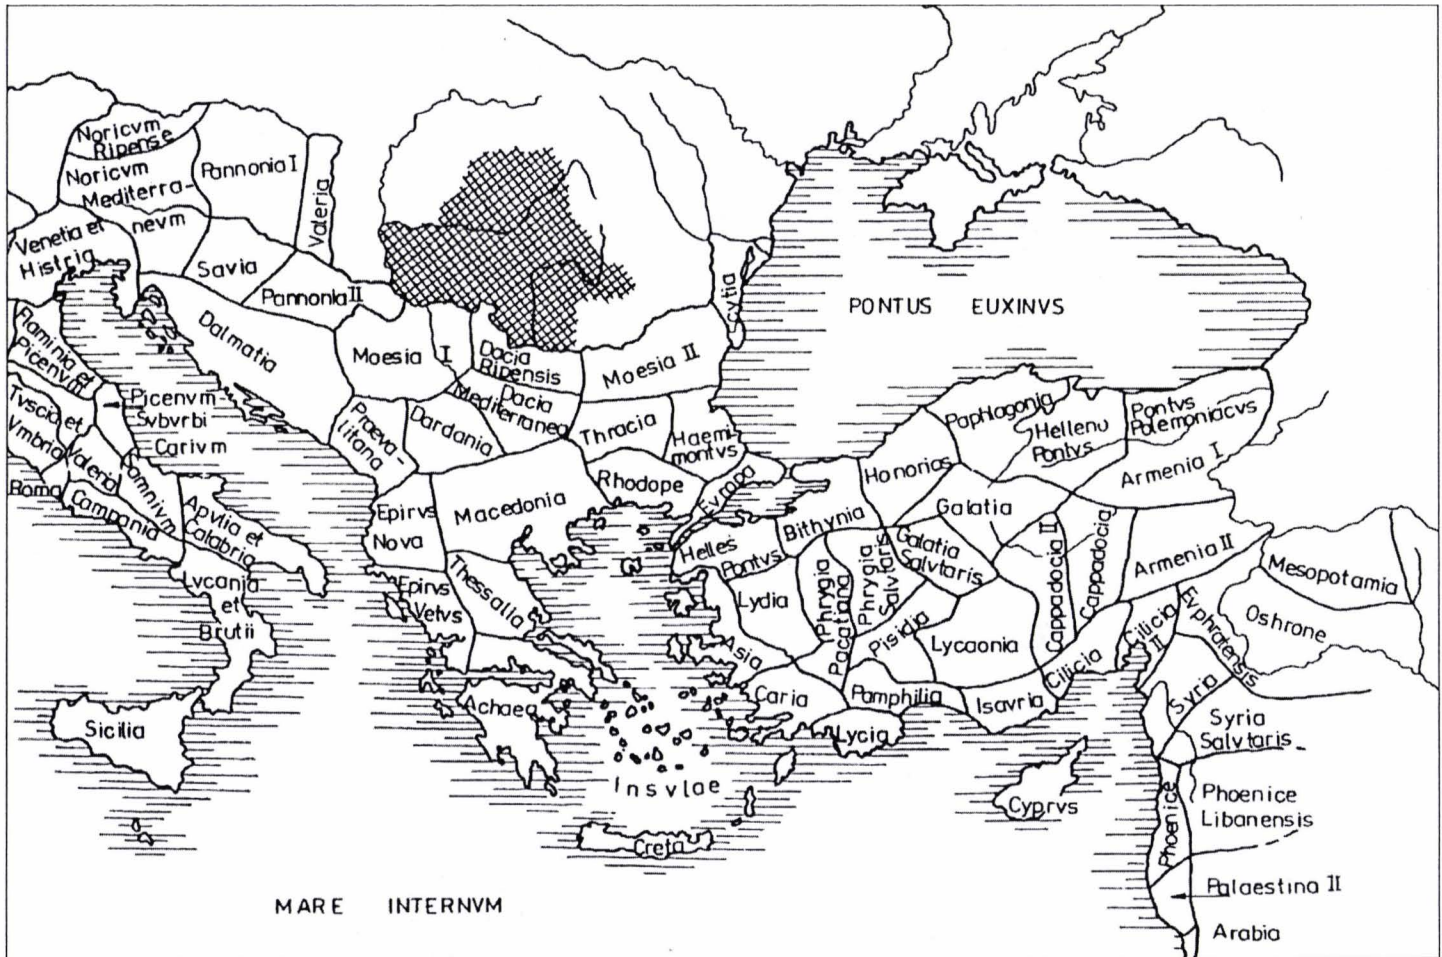 Noricvm
Ripense
Noricvm
Mediterra-
nevm
Pannonia I
Valeria
Venetia et
Histria
Savia
Pannonia II
Dalmatia
Flaminia et
Picenvm
Picenvm
Svbvrbi
Carivm
Tvscia et
Vmbria
Valeria
Roma
Campania
Somnivm
Apvlia et
Calabria
Lvcania
et
Brutii
Sicilia
Moesia I
Dacia
Ripensis
Dacia
Mediterranea
Moesia II
Scytia
Praeva-
litana
Dardania
Thracia
Haemi
montvs
Rhodope
Evropa
Macedonia
Epirvs
Nova
Epirvs
Vetvs
Thessalia
Achaea
Insvlae
Creta
PONTUS EUXINVS
Paphlagonia
Hellenu
Pontvs
Pontvs
Polemoniacvs
Honorias
Armenia I
Galatia
Bithynia
Helles
Pontvs
Galatia
Salvtaris
Phrygia
Salvtaris
Phrygia
Pacatiana
Lydia
Asia
Caria
Pisidia
Lycaonia
Cappadocia II
Cappadocia
Armenia II
Mesopotamia
Oshrone
Evphratensis
Cilicia
II
Cilicia
Isavria
Pamphilia
Lycia
Cyprvs
Syria
Syria
Salvtaris
Phoenice
Phoenice
Libanensis
Palaestina II
Arabia
MARE INTERNVM